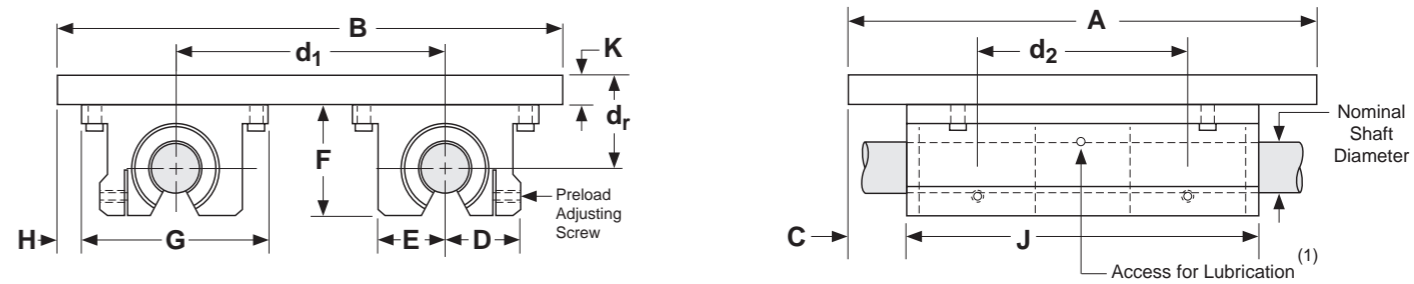 B
d1
K
dr
F
Preload
Adjusting
Screw
H
G
E
D
A
d2
Nominal
Shaft
Diameter
C
J
Access for Lubrication (1)